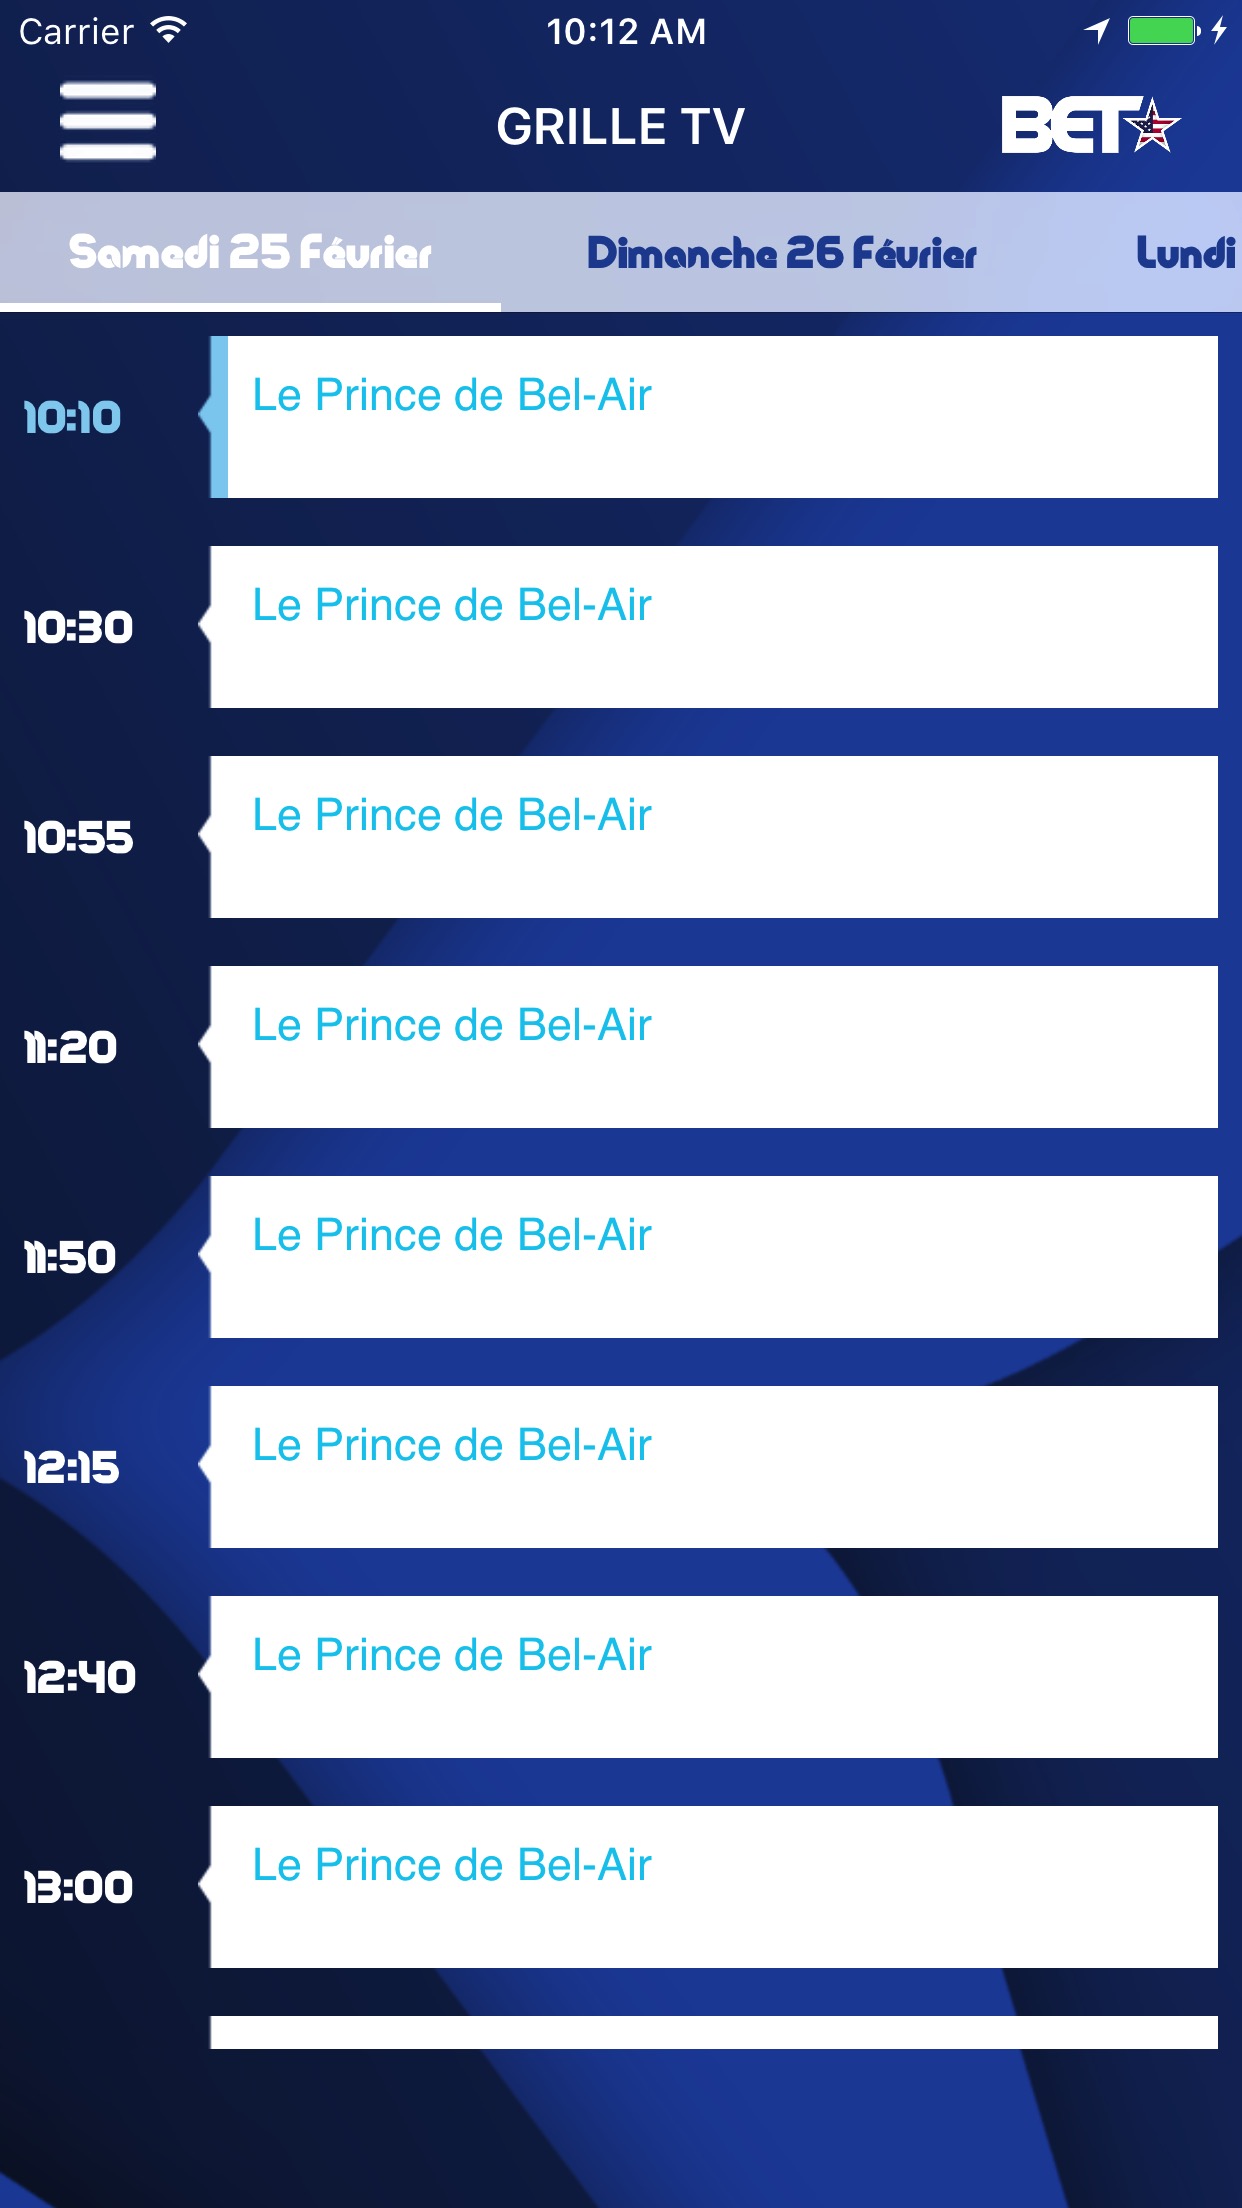 Carrier 10:12 AM
GRILLE TV BET
Samedi 25 Février Dimanche 26 Février Lundi
10:10 Le Prince de Bel-Air
10:30 Le Prince de Bel-Air
10:55 Le Prince de Bel-Air
11:20 Le Prince de Bel-Air
11:50 Le Prince de Bel-Air
12:15 Le Prince de Bel-Air
12:40 Le Prince de Bel-Air
13:00 Le Prince de Bel-Air